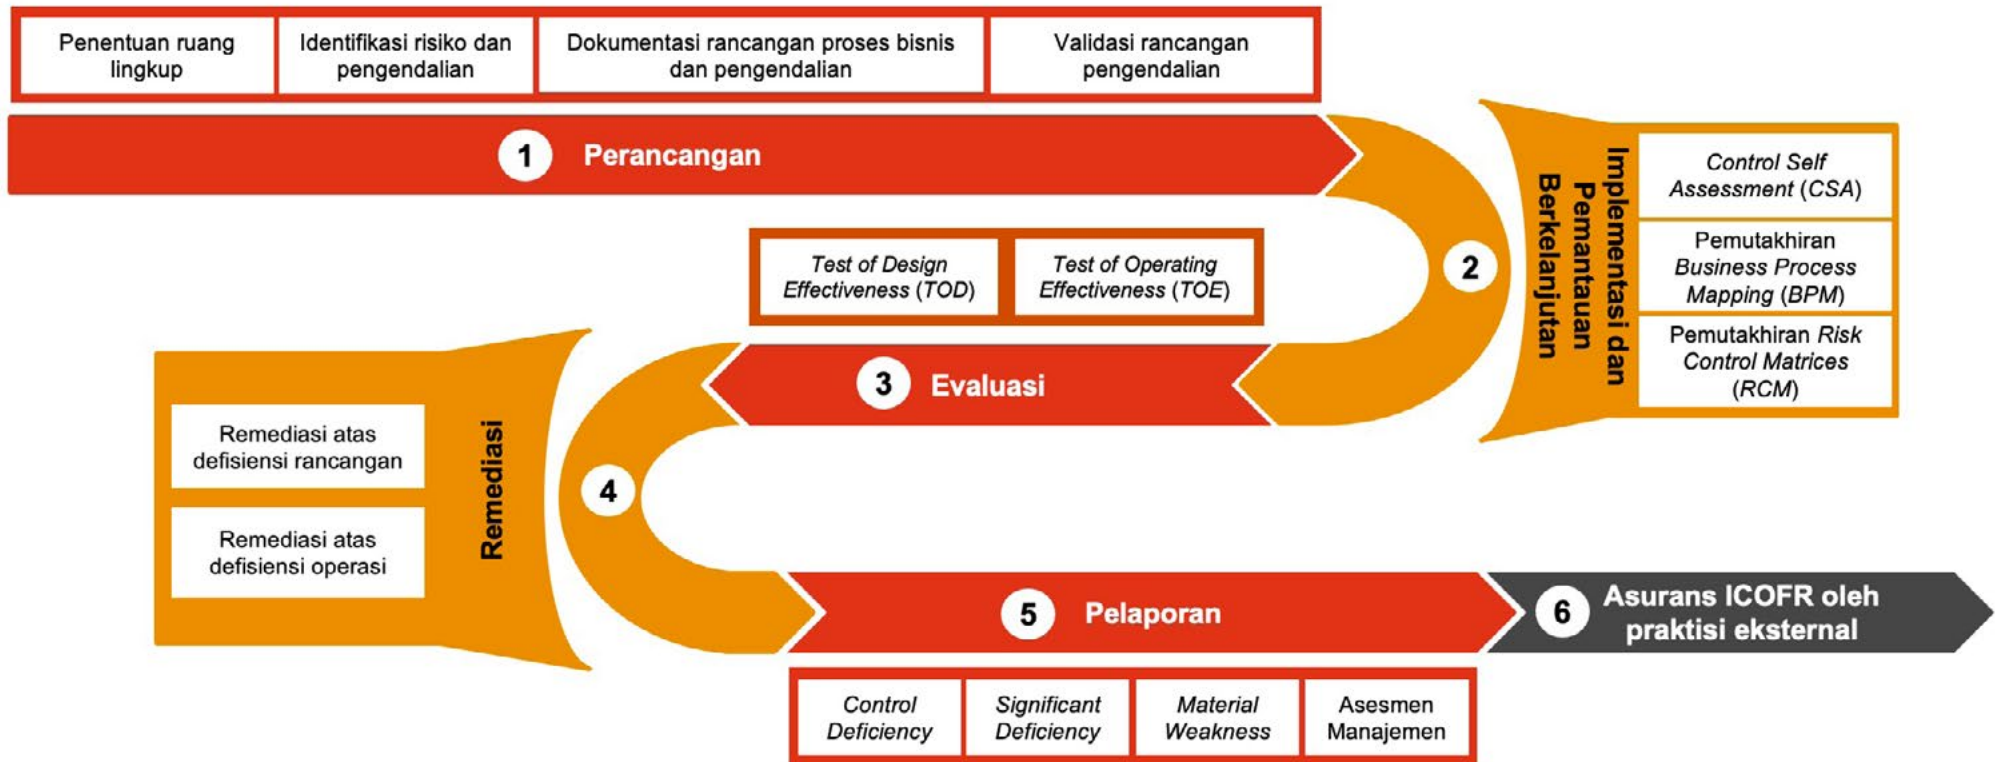 Penentuan ruang
lingkup
Identifikasi risiko dan
pengendalian
Dokumentasi rancangan proses bisnis
dan pengendalian
Validasi rancangan
pengendalian
1 Perancangan
2
Implementasi dan
Pemantauan
Berkelanjutan
Control Self
Assessment (CSA)
Pemutakhiran
Business Process
Mapping (BPM)
Pemutakhiran Risk
Control Matrices
(RCM)
Test of Design
Effectiveness (TOD)
Test of Operating
Effectiveness (TOE)
3 Evaluasi
4
Remediasi
Remediasi atas
defisiensi rancangan
Remediasi atas
defisiensi operasi
5 Pelaporan
Control
Deficiency
Significant
Deficiency
Material
Weakness
Asesmen
Manajemen
6 Asurans ICOFR oleh
praktisi eksternal